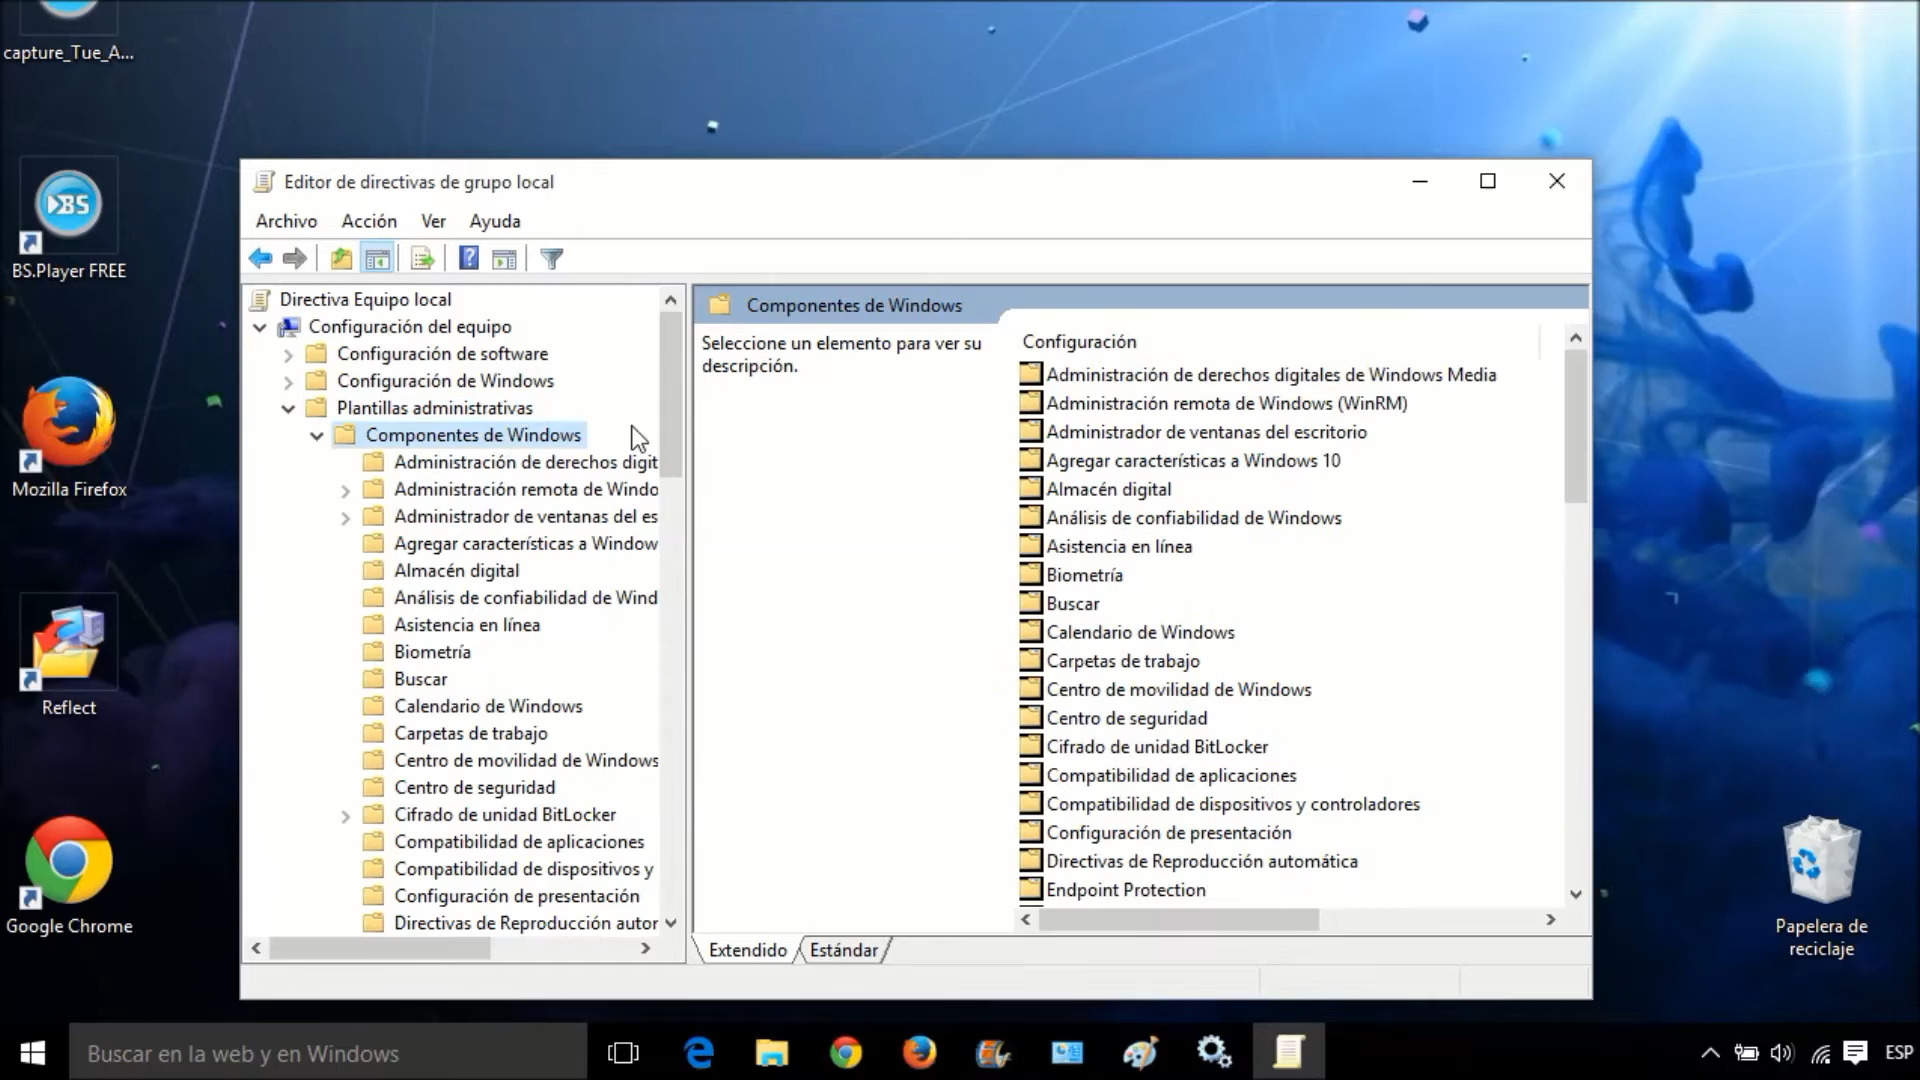 capture_Tue_A...
BS.Player FREE
Mozilla Firefox
Reflect
Google Chrome
Editor de directivas de grupo local
Archivo Acción Ver Ayuda
Directiva Equipo local
Configuración del equipo
Configuración de software
Configuración de Windows
Plantillas administrativas
Componentes de Windows
Administración de derechos digit
Administración remota de Windo
Administrador de ventanas del es
Agregar características a Window
Almacén digital
Análisis de confiabilidad de Wind
Asistencia en línea
Biometría
Buscar
Calendario de Windows
Carpetas de trabajo
Centro de movilidad de Windows
Centro de seguridad
Cifrado de unidad BitLocker
Compatibilidad de aplicaciones
Compatibilidad de dispositivos y
Configuración de presentación
Directivas de Reproducción autor
Componentes de Windows
Seleccione un elemento para ver su
descripción.
Configuración
Administración de derechos digitales de Windows Media
Administración remota de Windows (WinRM)
Administrador de ventanas del escritorio
Agregar características a Windows 10
Almacén digital
Análisis de confiabilidad de Windows
Asistencia en línea
Biometría
Buscar
Calendario de Windows
Carpetas de trabajo
Centro de movilidad de Windows
Centro de seguridad
Cifrado de unidad BitLocker
Compatibilidad de aplicaciones
Compatibilidad de dispositivos y controladores
Configuración de presentación
Directivas de Reproducción automática
Endpoint Protection
Extendido Estándar
Papelera de
reciclaje
Buscar en la web y en Windows
ESP